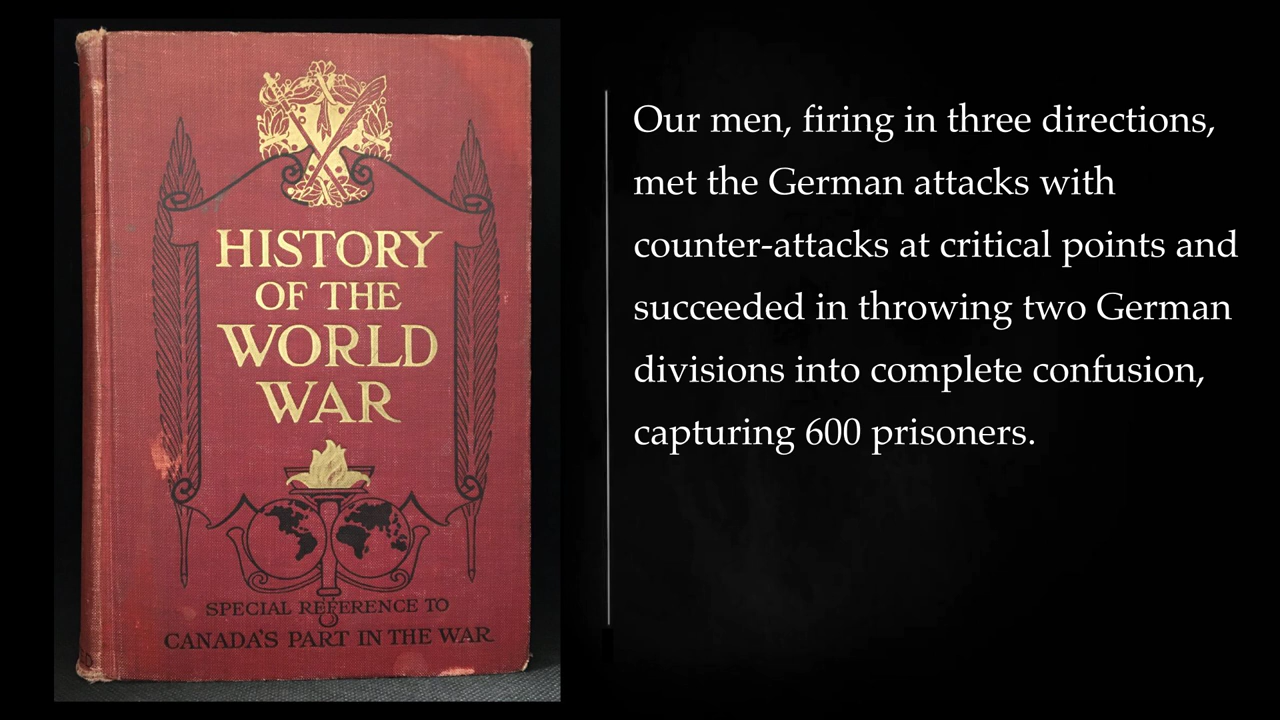 HISTORY
OF THE
WORLD
WAR
SPECIAL REFERENCE TO
CANADA'S PART IN THE WAR
Our men, firing in three directions,
met the German attacks with
counter-attacks at critical points and
succeeded in throwing two German
divisions into complete confusion,
capturing 600 prisoners.